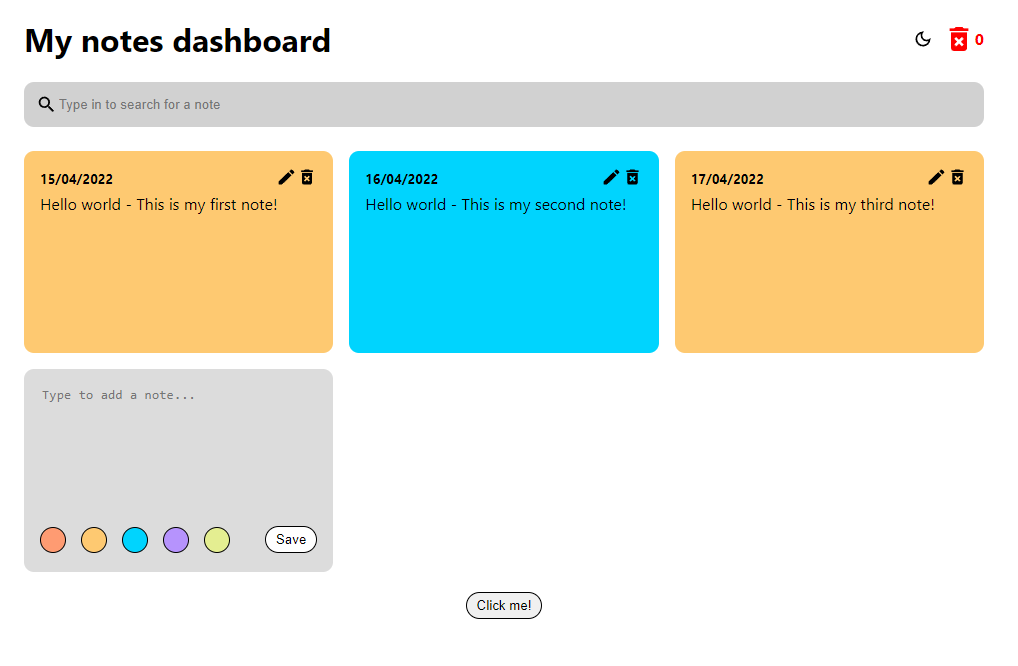 My notes dashboard
0
Type in to search for a note
15/04/2022
Hello world - This is my first note!
16/04/2022
Hello world - This is my second note!
17/04/2022
Hello world - This is my third note!
Type to add a note...
Save
Click me!